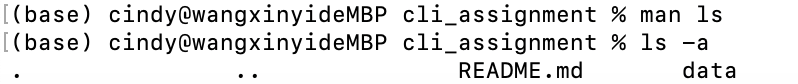 [(base) cindy@wangxinyideMBP cli_assignment % man ls
[(base) cindy@wangxinyideMBP cli_assignment % ls -a
. .. README.md data